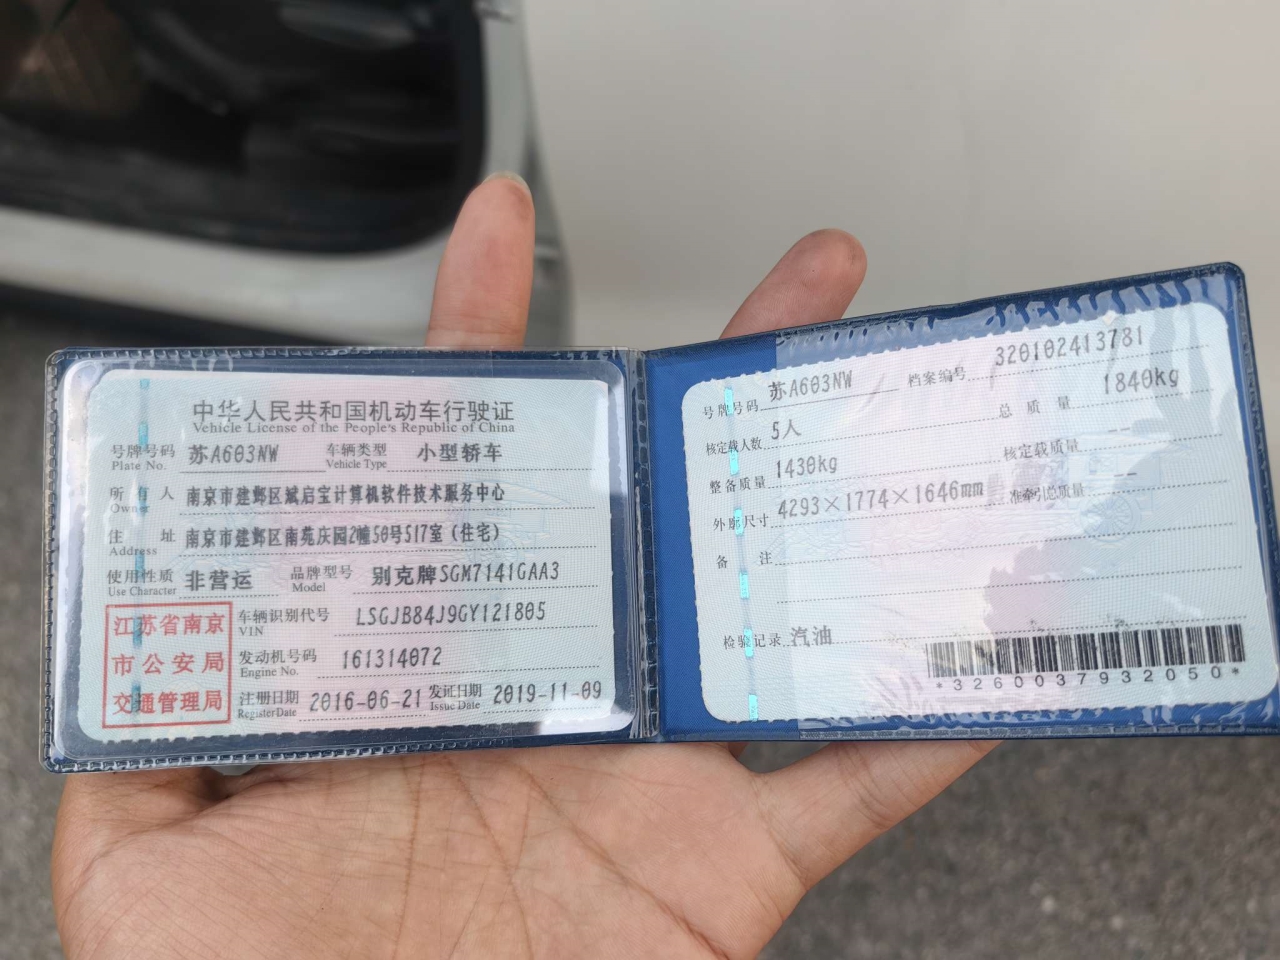 中华人民共和国机动车行驶证
Vehicle License of the People's Republic of China
号牌号码 苏A603NW 车辆类型 小型轿车
Plate No. Vehicle Type
所有人 南京市建邺区斌启宝计算机软件技术服务中心
Owner
住址 南京市建邺区南苑庆园2幢50号517室(住宅)
Address
使用性质 非营运 品牌型号 别克牌SGM7141GAA3
Use Character Model
江苏省南京
市公安局
交通管理局
车辆识别代号 LSGJB84J9GY121805
VIN
发动机号码 161314072
Engine No.
注册日期 2016-06-21 发证日期 2019-11-09
Register Date Issue Date
号牌号码 苏A603NW 档案编号 320102413781
核定载人数 5人 总质量 1840kg
整备质量 1430kg 核定载质量 --
外廓尺寸 4293×1774×1646mm 准牵引总质量 --
备注
检验记录 汽油
*3260037932050*